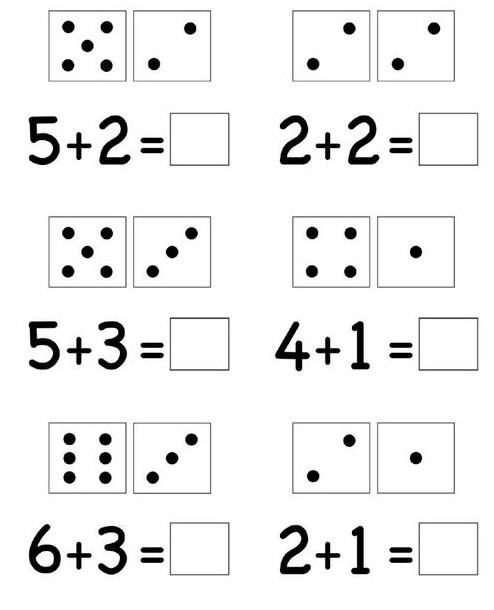 5+2= 2+2=
5+3= 4+1=
6+3= 2+1=